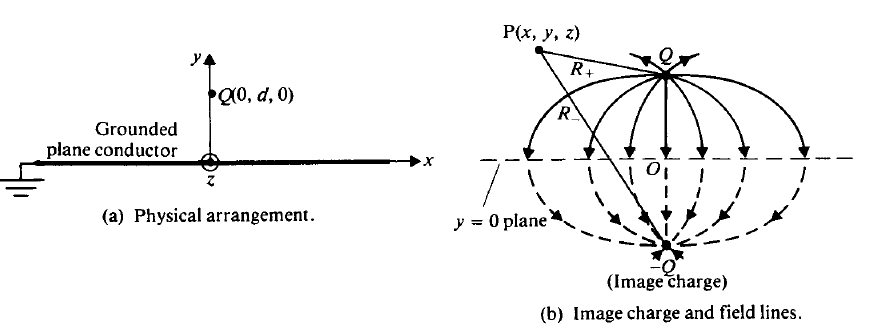 y
Q(0, d, 0)
Grounded
plane conductor
x
z
(a) Physical arrangement.
P(x, y, z)
Q
R+
R−
O
y = 0 plane
−Q
(Image charge)
(b) Image charge and field lines.